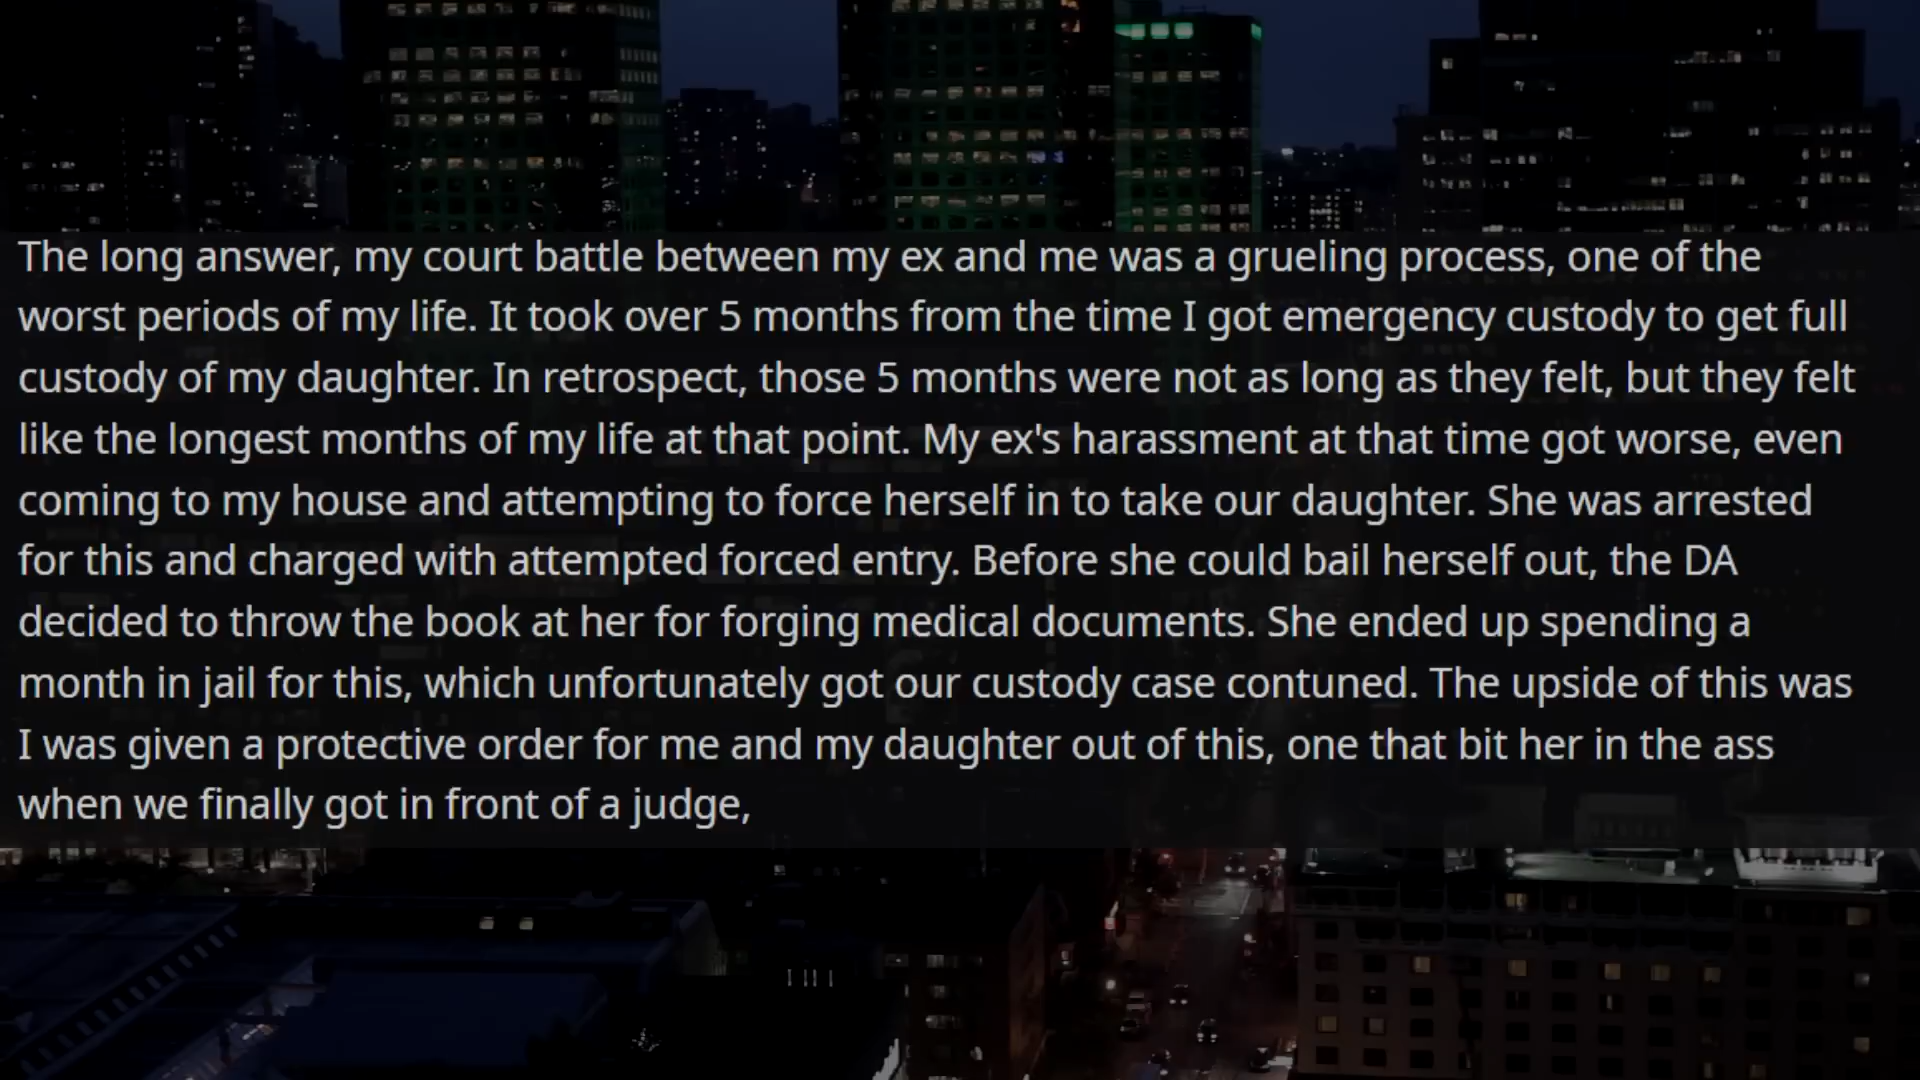 The long answer, my court battle between my ex and me was a grueling process, one of the
worst periods of my life. It took over 5 months from the time I got emergency custody to get full
custody of my daughter. In retrospect, those 5 months were not as long as they felt, but they felt
like the longest months of my life at that point. My ex's harassment at that time got worse, even
coming to my house and attempting to force herself in to take our daughter. She was arrested
for this and charged with attempted forced entry. Before she could bail herself out, the DA
decided to throw the book at her for forging medical documents. She ended up spending a
month in jail for this, which unfortunately got our custody case contuned. The upside of this was
I was given a protective order for me and my daughter out of this, one that bit her in the ass
when we finally got in front of a judge,